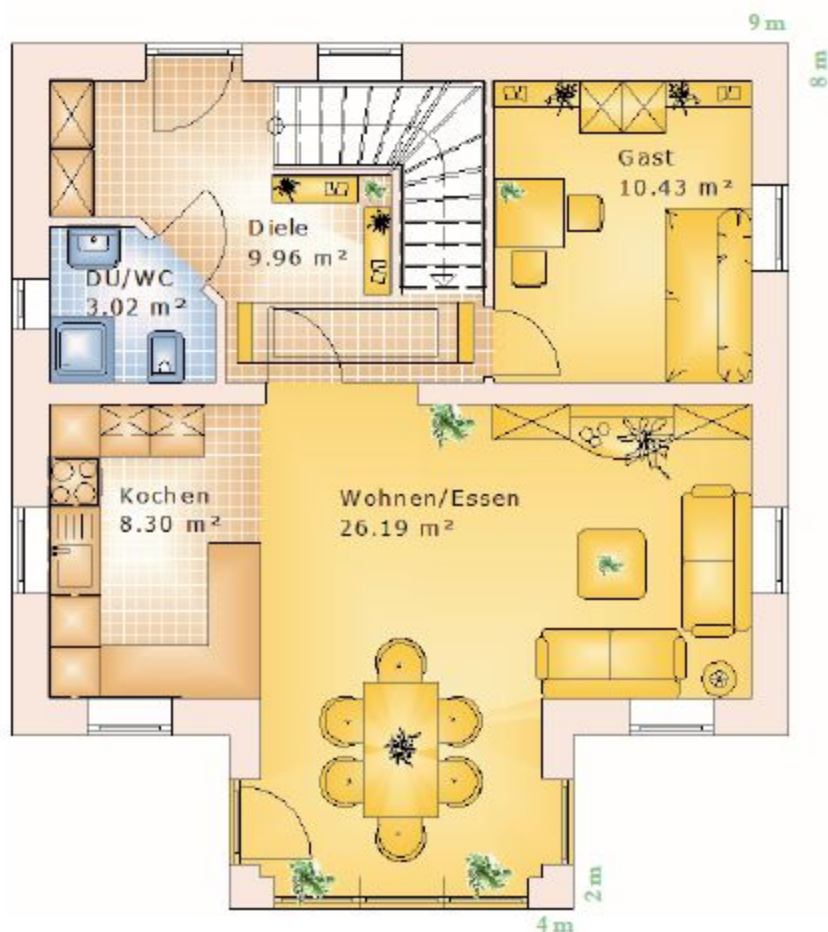 9 m
8 m
Gast
10.43 m²
Diele
9.96 m²
DU/WC
3.02 m²
Kochen
8.30 m²
Wohnen/Essen
26.19 m²
2 m
4 m